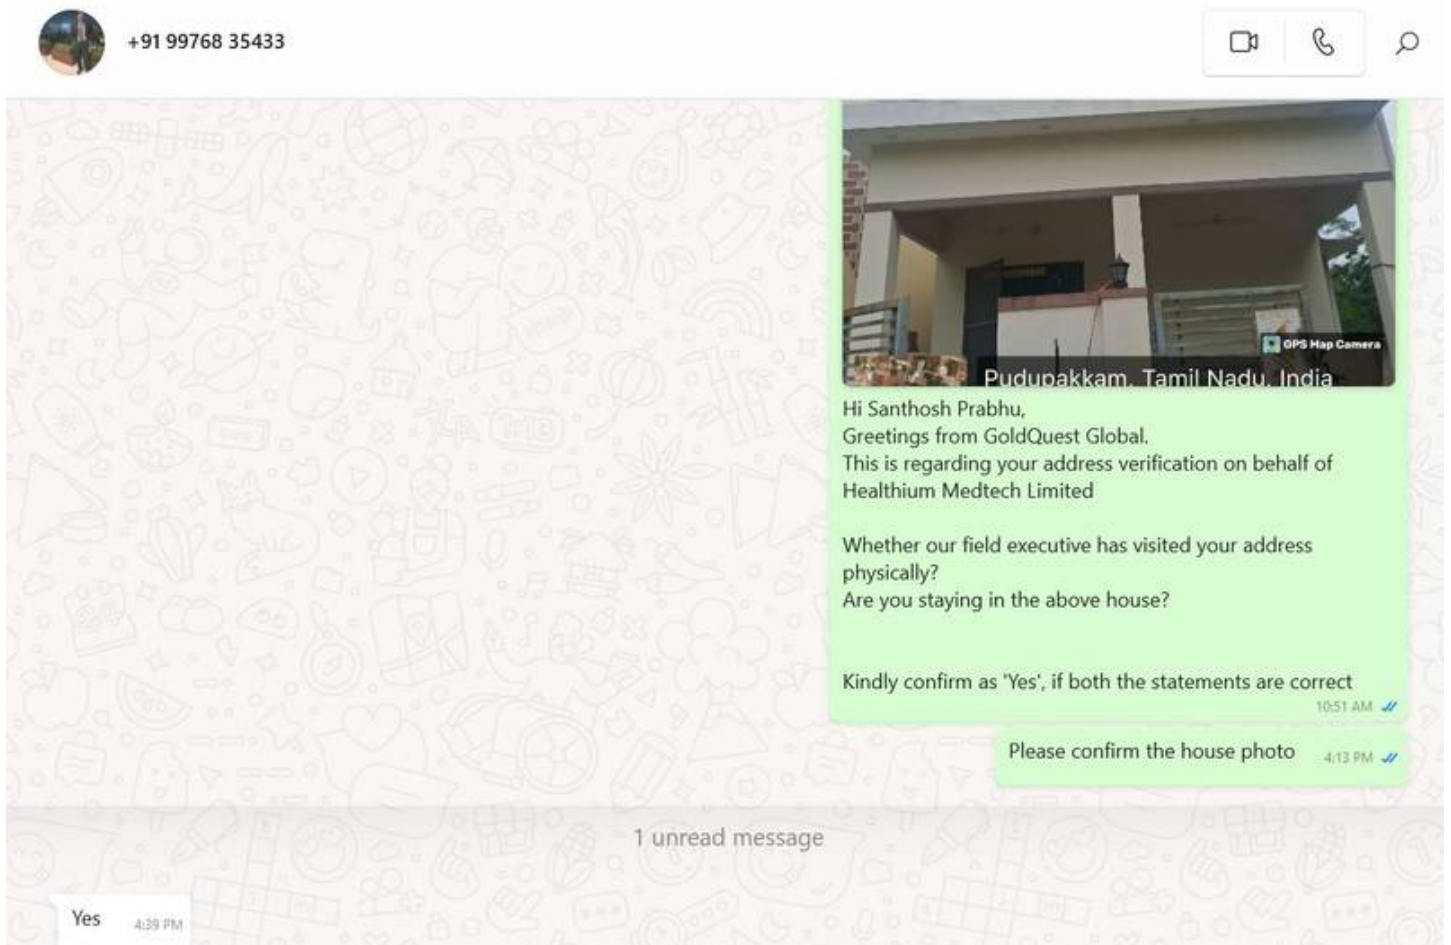 +91 99768 35433
GPS Map Camera
Pudupakkam, Tamil Nadu, India
Hi Santhosh Prabhu,
Greetings from GoldQuest Global.
This is regarding your address verification on behalf of
Healthium Medtech Limited
Whether our field executive has visited your address
physically?
Are you staying in the above house?
Kindly confirm as 'Yes', if both the statements are correct
10:51 AM
Please confirm the house photo 4:13 PM
1 unread message
Yes 4:39 PM